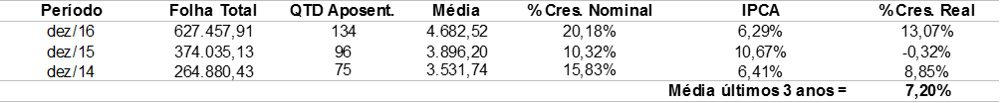 Período Folha Total QTD Aposent. Média %Cres. Nominal IPCA %Cres. Real
dez/16 627.457,91 134 4.682,52 20,18% 6,29% 13,07%
dez/15 374.035,13 96 3.896,20 10,32% 10,67% -0,32%
dez/14 264.880,43 75 3.531,74 15,83% 6,41% 8,85%
Média últimos 3 anos = 7,20%